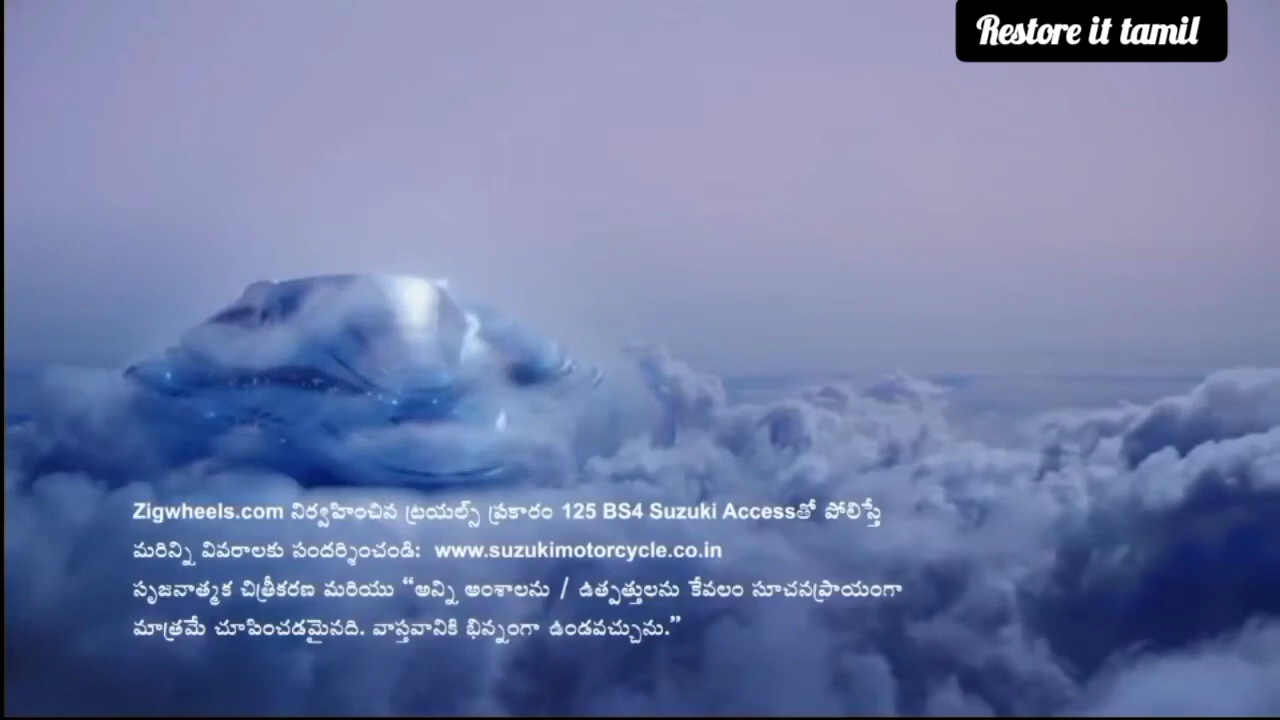 Restore it tamil
Zigwheels.com నిర్వహించిన ట్రయల్స్ ప్రకారం 125 BS4 Suzuki Accessతో పోలిస్తే
మరిన్ని వివరాలకు సందర్శించండి: www.suzukimotorcycle.co.in
సృజనాత్మక చిత్రీకరణ మరియు “అన్ని అంశాలను / ఉత్పత్తులను కేవలం సూచనప్రాయంగా
మాత్రమే చూపించడమైనది. వాస్తవానికి భిన్నంగా ఉండవచ్చును.”